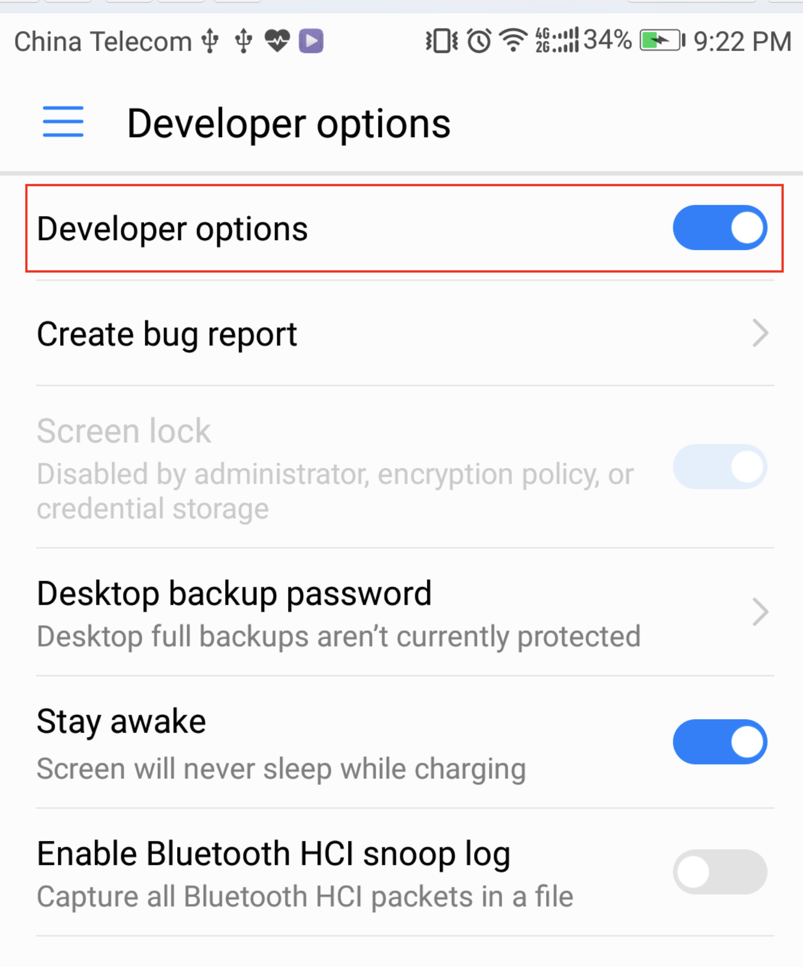 China Telecom 4G 2G 34% 9:22 PM
Developer options
Developer options
Create bug report
Screen lock
Disabled by administrator, encryption policy, or
credential storage
Desktop backup password
Desktop full backups aren’t currently protected
Stay awake
Screen will never sleep while charging
Enable Bluetooth HCI snoop log
Capture all Bluetooth HCI packets in a file